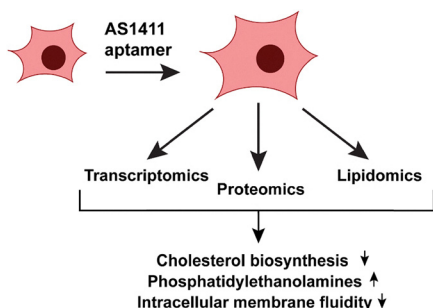 AS1411
aptamer
Transcriptomics
Proteomics
Lipidomics
Cholesterol biosynthesis ↓
Phosphatidylethanolamines ↑
Intracellular membrane fluidity ↓